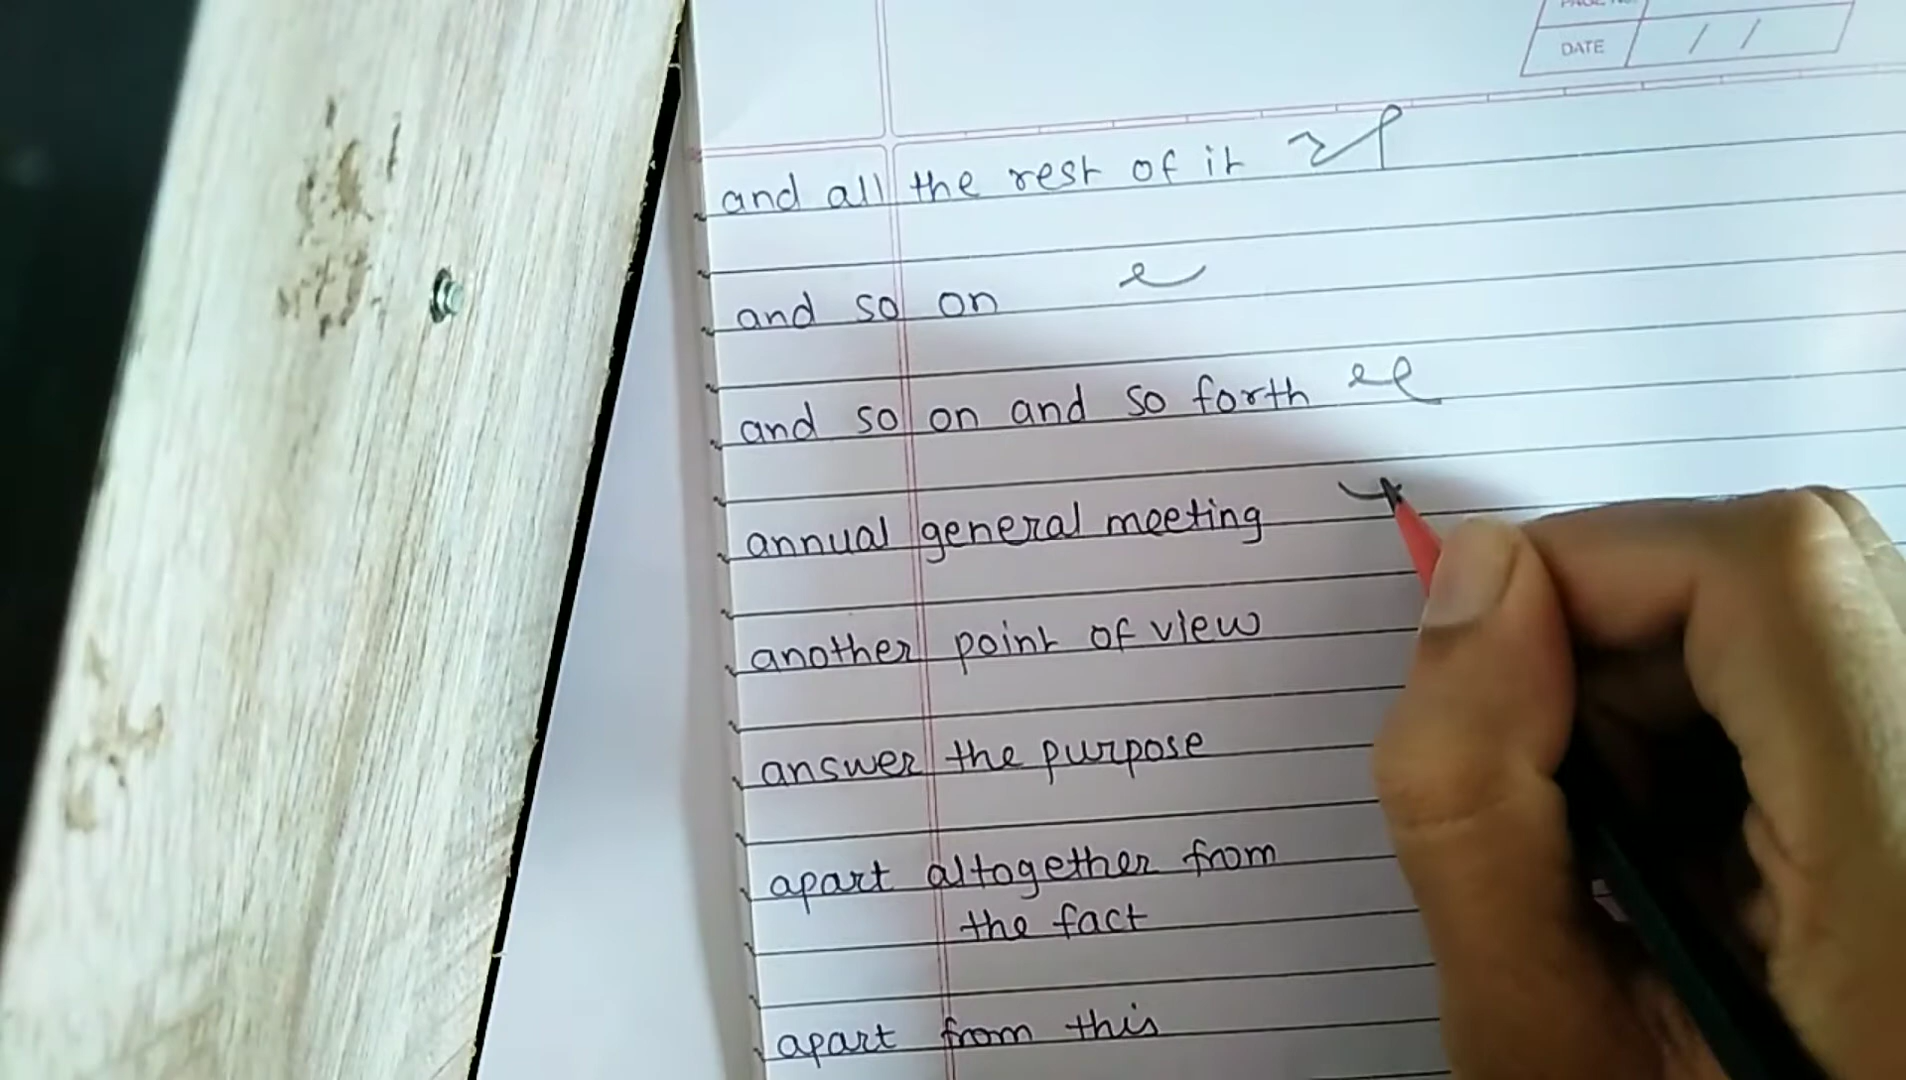 DATE / /
and all the rest of it
and so on
and so on and so forth
annual general meeting
another point of view
answer the purpose
apart altogether from
the fact
apart from this